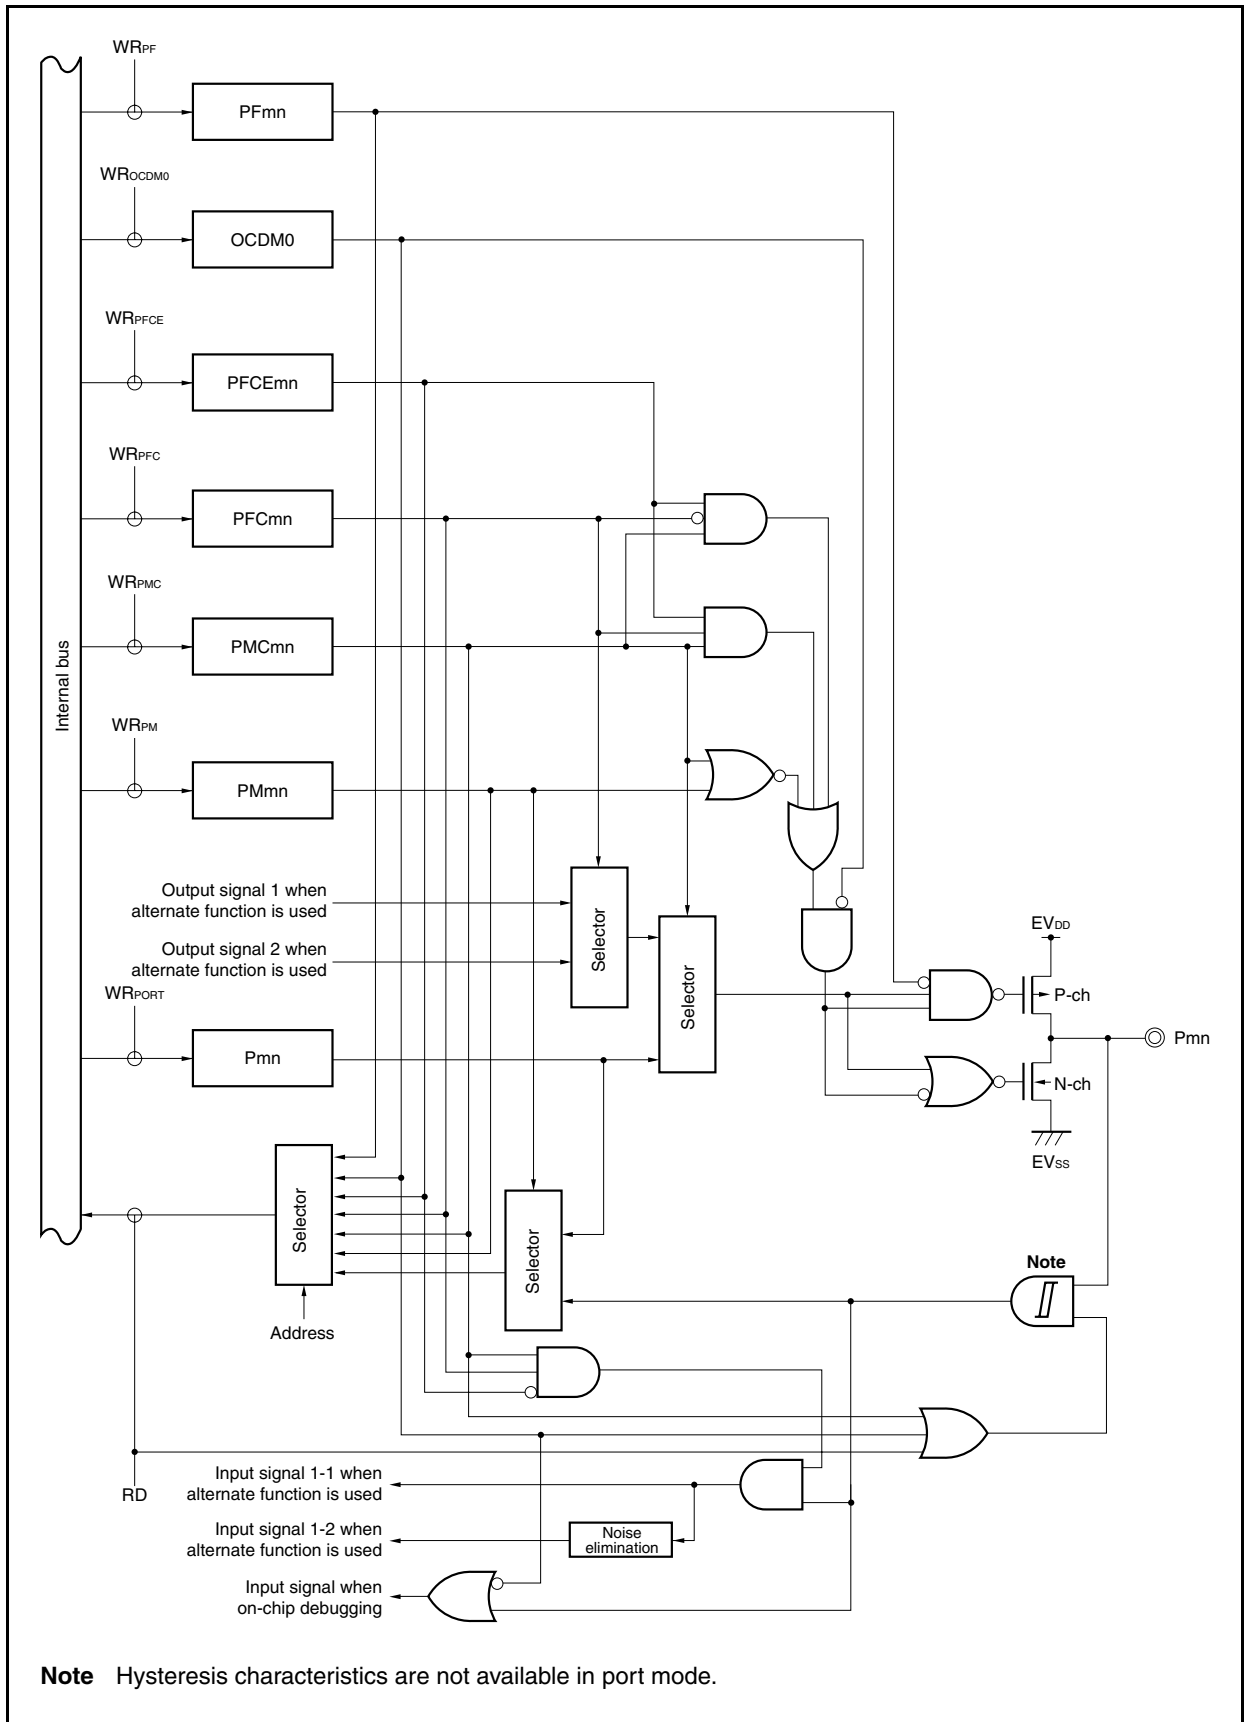 WRPF
PFmn
WROCDM0
OCDM0
WRPFCE
PFCEmn
WRPFC
PFCmn
WRPMC
PMCmn
Internal bus
WRPM
PMmn
Output signal 1 when
alternate function is used
Output signal 2 when
alternate function is used
Selector
Selector
EVDD
P-ch
WRPORT
Pmn
Pmn
N-ch
EVSS
Selector
Selector
Note
Address
RD
Input signal 1-1 when
alternate function is used
Input signal 1-2 when
alternate function is used
Noise
elimination
Input signal when
on-chip debugging
Note Hysteresis characteristics are not available in port mode.